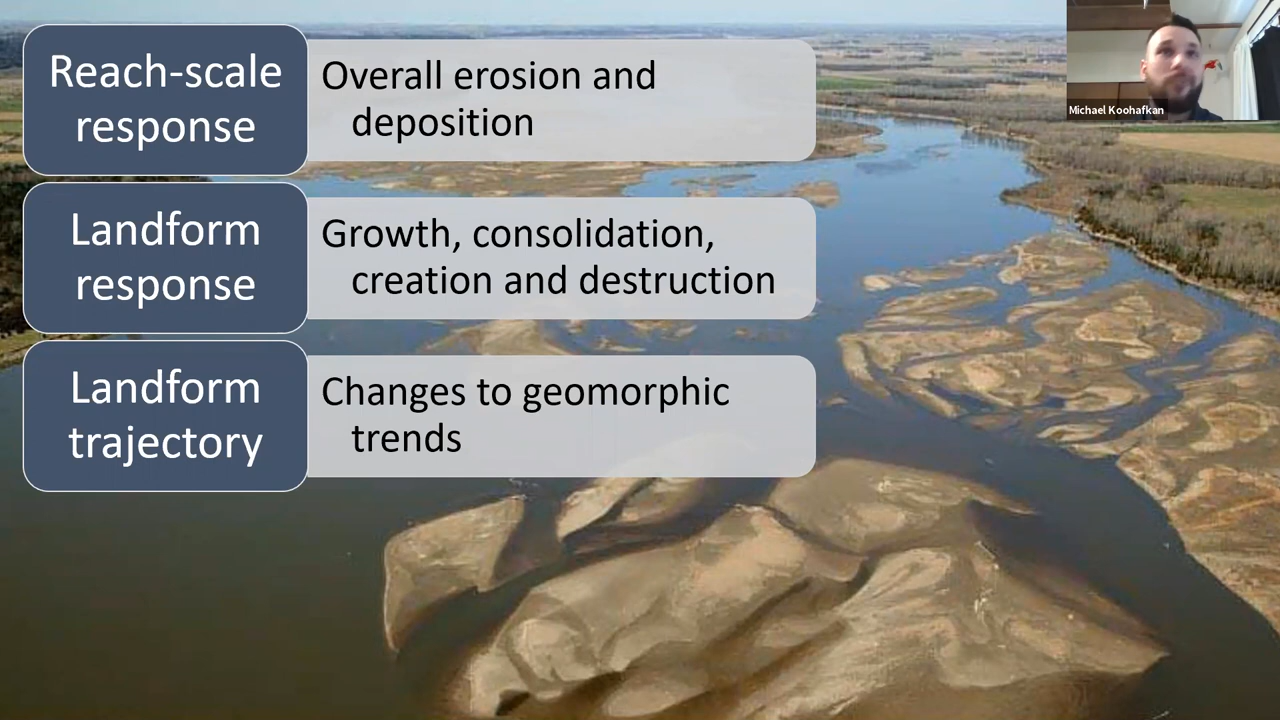 Reach-scale
response
Overall erosion and
deposition
Landform
response
Growth, consolidation,
creation and destruction
Landform
trajectory
Changes to geomorphic
trends
Michael Koohafkan